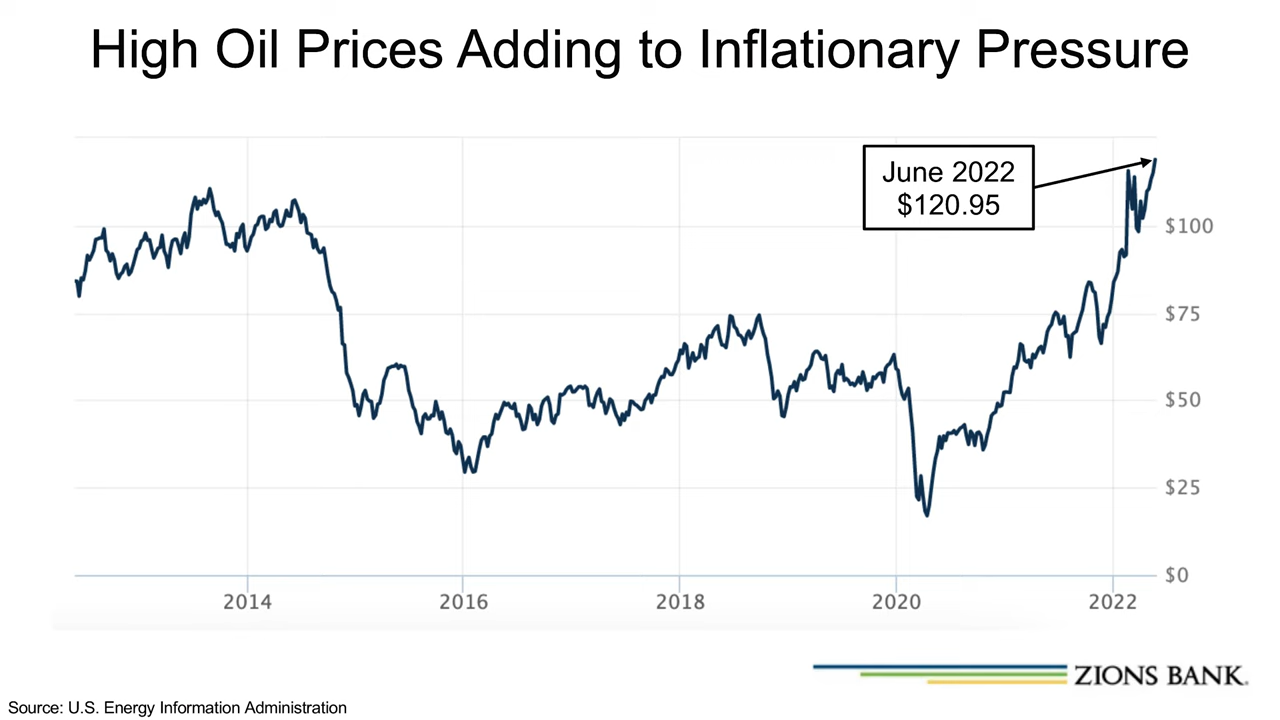 High Oil Prices Adding to Inflationary Pressure
June 2022
$120.95
$100
$75
$50
$25
$0
2014 2016 2018 2020 2022
ZIONS BANK.
Source: U.S. Energy Information Administration